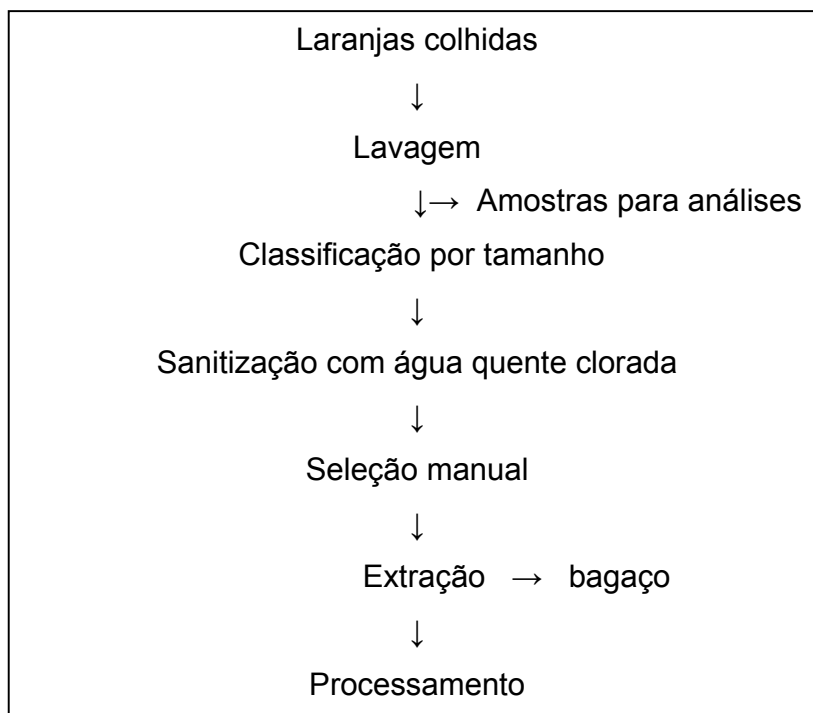 Laranjas colhidas
↓
Lavagem
↓→ Amostras para análises
Classificação por tamanho
↓
Sanitização com água quente clorada
↓
Seleção manual
↓
Extração → bagaço
↓
Processamento